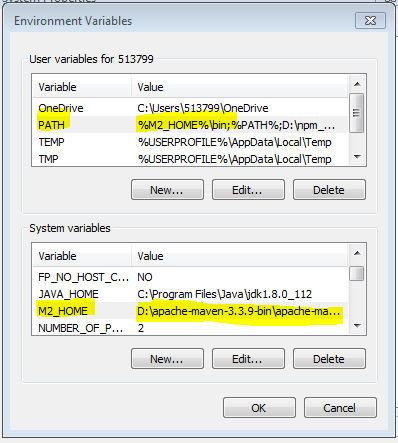 Environment Variables
User variables for 513799
Variable Value
OneDrive C:\Users\513799\OneDrive
PATH %M2_HOME%\bin;%PATH%;D:\npm_...
TEMP %USERPROFILE%\AppData\Local\Temp
TMP %USERPROFILE%\AppData\Local\Temp
New... Edit... Delete
System variables
Variable Value
FP_NO_HOST_C... NO
JAVA_HOME C:\Program Files\Java\jdk1.8.0_112
M2_HOME D:\apache-maven-3.3.9-bin\apache-ma...
NUMBER_OF_P... 2
New... Edit... Delete
OK Cancel